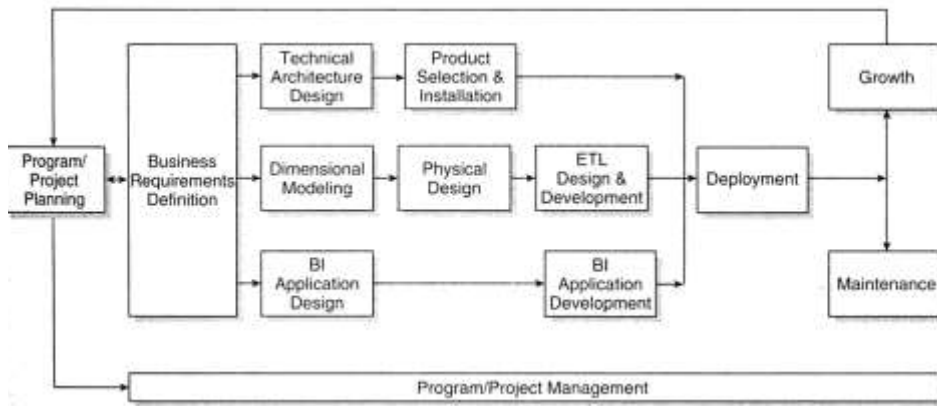 Technical
Architecture
Design
Product
Selection &
Installation
Growth
Program/
Project
Planning
Business
Requirements
Definition
Dimensional
Modeling
Physical
Design
ETL
Design &
Development
Deployment
BI
Application
Design
BI
Application
Development
Maintenance
Program/Project Management